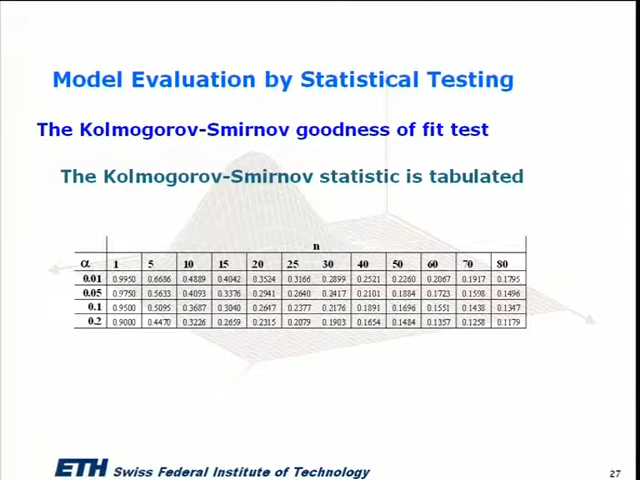 Model Evaluation by Statistical Testing
The Kolmogorov-Smirnov goodness of fit test
The Kolmogorov-Smirnov statistic is tabulated
n
α 1 5 10 15 20 25 30 40 50 60 70 80
0.01 0.9950 0.6686 0.4889 0.4042 0.3524 0.3166 0.2899 0.2521 0.2260 0.2067 0.1917 0.1795
0.05 0.9750 0.5633 0.4093 0.3376 0.2941 0.2640 0.2417 0.2101 0.1884 0.1723 0.1598 0.1496
0.1 0.9500 0.5095 0.3687 0.3040 0.2647 0.2377 0.2176 0.1891 0.1696 0.1551 0.1438 0.1347
0.2 0.9000 0.4470 0.3226 0.2659 0.2315 0.2079 0.1903 0.1654 0.1484 0.1357 0.1258 0.1179
ETH Swiss Federal Institute of Technology
27